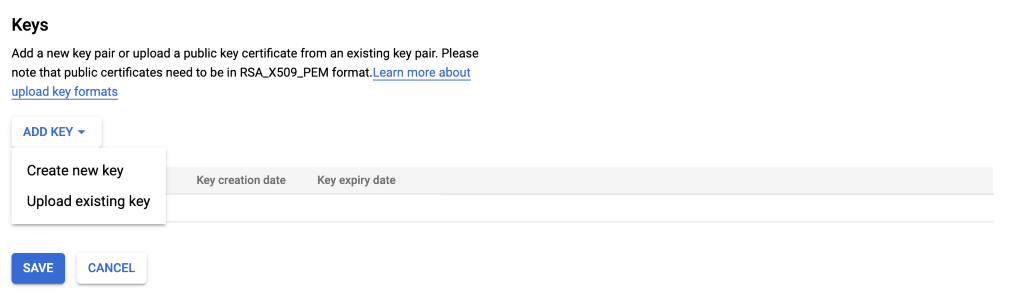 Keys
Add a new key pair or upload a public key certificate from an existing key pair. Please
note that public certificates need to be in RSA_X509_PEM format.Learn more about
upload key formats
ADD KEY
Create new key
Upload existing key
Key creation date Key expiry date
SAVE CANCEL